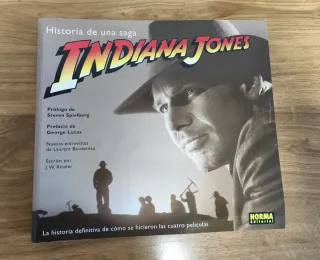 Historia de una saga
INDIANA JONES
Prólogo de
Steven Spielberg
Prefacio de
George Lucas
Nuevas entrevistas
de Laurent Bouzereau
Escrito por
J. W. Rinzler
La historia definitiva de cómo se hicieron las cuatro películas
NORMA
Editorial